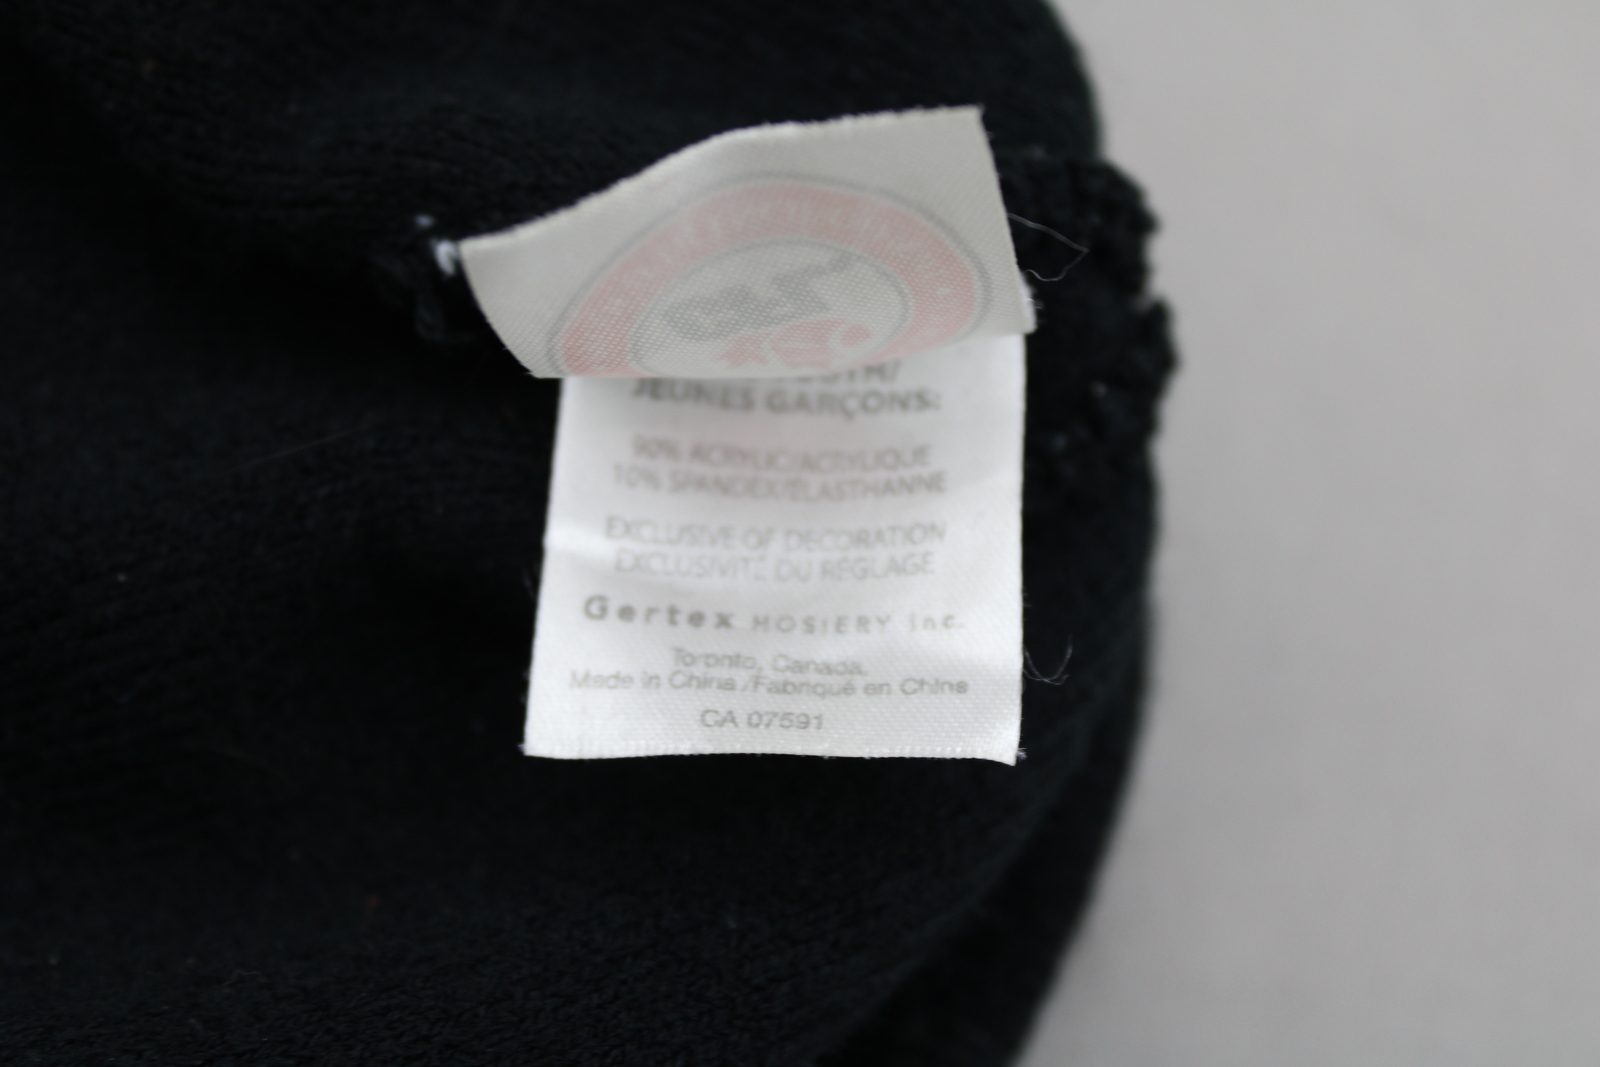 JEUNES GARÇONS:
90% ACRYLIC/ACRYLIQUE
10% SPANDEX/ÉLASTHANNE
EXCLUSIVE OF DECORATION
EXCLUSIVITÉ DU RÉGLAGE
Gertex HOSIERY inc.
Toronto, Canada.
Made in China/Fabriqué en Chine
CA 07591